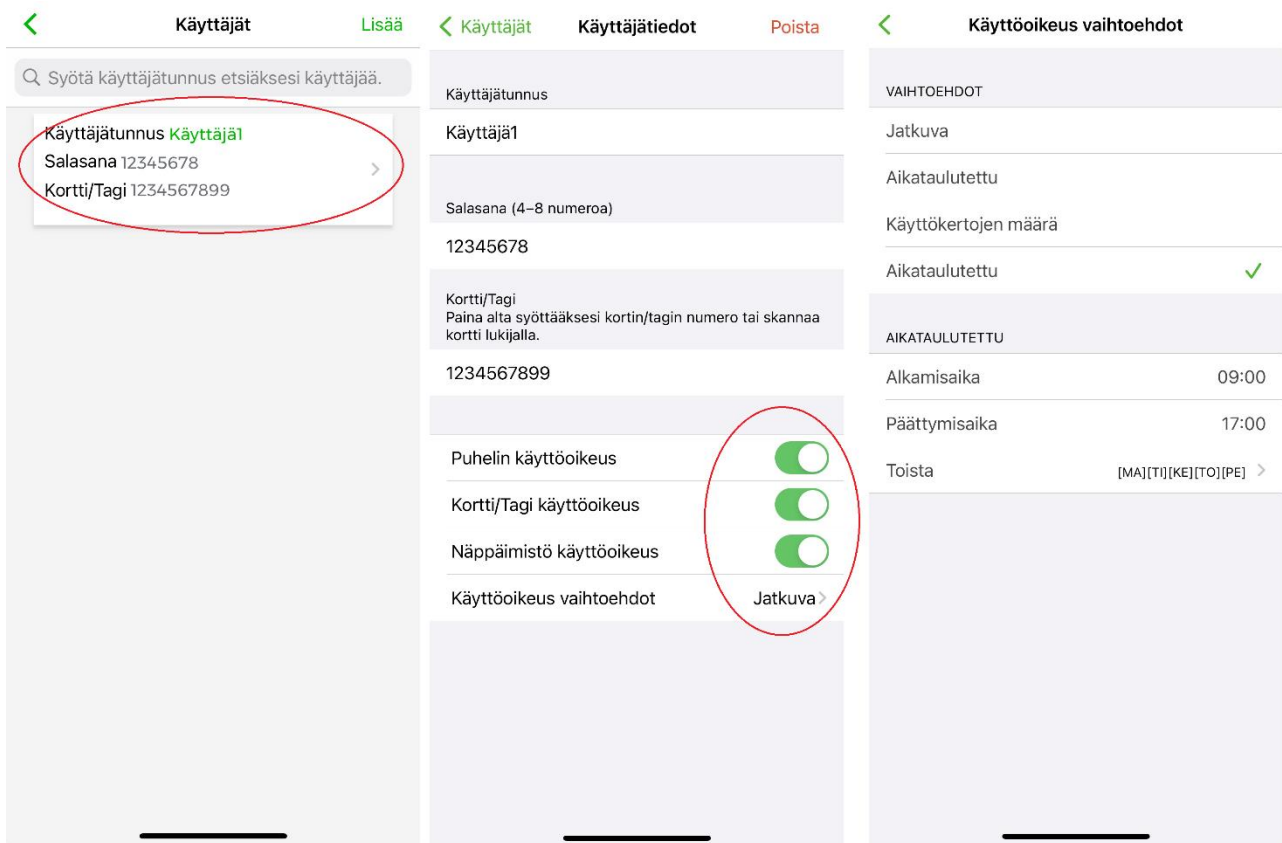 Käyttäjät
Lisää
Syötä käyttäjätunnus etsiäksesi käyttäjää.
Käyttäjätunnus Käyttäjä1
Salasana 12345678
Kortti/Tagi 1234567899
Käyttäjät
Käyttäjätiedot
Poista
Käyttäjätunnus
Käyttäjä1
Salasana (4–8 numeroa)
12345678
Kortti/Tagi
Paina alta syöttääksesi kortin/tagin numero tai skannaa
kortti lukijalla.
1234567899
Puhelin käyttöoikeus
Kortti/Tagi käyttöoikeus
Näppäimistö käyttöoikeus
Käyttöoikeus vaihtoehdot Jatkuva
Käyttöoikeus vaihtoehdot
VAIHTOEHDOT
Jatkuva
Aikataulutettu
Käyttökertojen määrä
Aikataulutettu
AIKATAULUTETTU
Alkamisaika 09:00
Päättymisaika 17:00
Toista [MA][TI][KE][TO][PE]